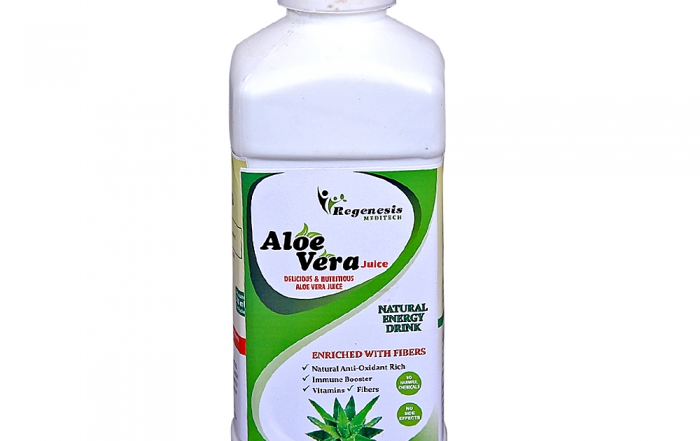 Regenesis
MEDITECH
Aloe
Vera Juice
DELICIOUS & NUTRITIOUS
ALOE VERA JUICE
NATURAL
ENERGY
DRINK
ENRICHED WITH FIBERS
✓ Natural Anti-Oxidant Rich
✓ Immune Booster
✓ Vitamins ✓ Fibers
NO
HARMFUL
CHEMICALS
NO
SIDE
EFFECTS